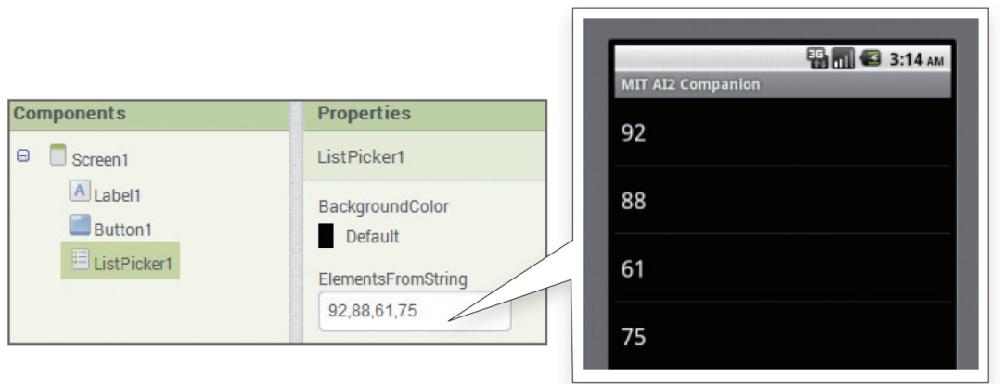 Components
Screen1
Label1
Button1
ListPicker1
Properties
ListPicker1
BackgroundColor
Default
ElementsFromString
92,88,61,75
3G 3:14 AM
MIT AI2 Companion
92
88
61
75